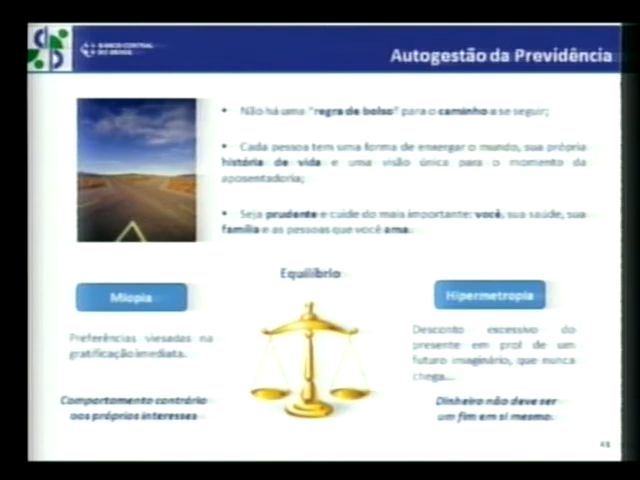 BANCO CENTRAL
DO BRASIL
Autogestão da Previdência
• Não há uma "regra de bolso" para o caminho a se seguir;
• Cada pessoa tem uma forma de enxergar o mundo, sua própria
história de vida e uma visão única para o momento da
aposentadoria;
• Seja prudente e cuide do mais importante: você, sua saúde, sua
família e as pessoas que você ama.
Equilíbrio
Miopia
Hipermetropia
Preferências viesadas na
gratificação imediata.
Desconto excessivo do
presente em prol de um
futuro imaginário, que nunca
chega...
Comportamento contrário
aos próprios interesses
Dinheiro não deve ser
um fim em si mesmo.